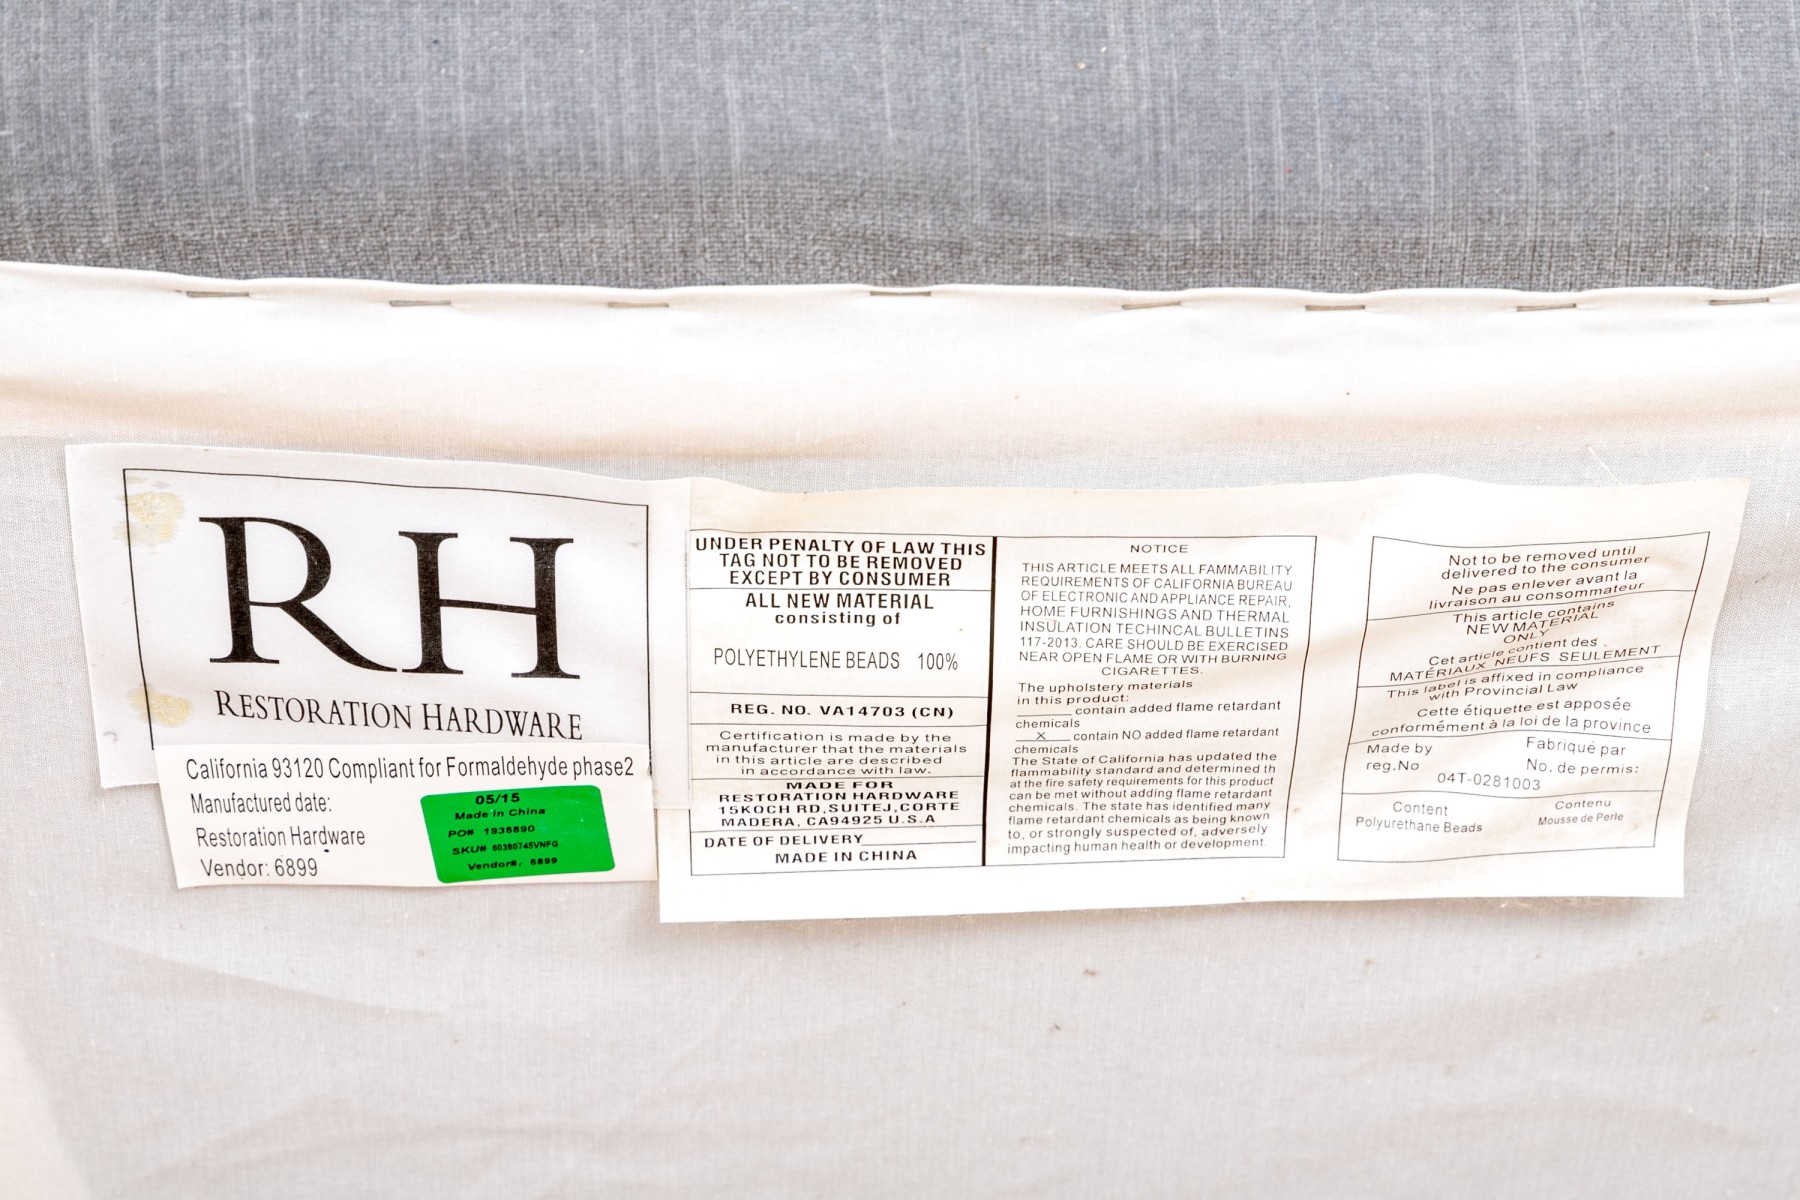 RH
RESTORATION HARDWARE
California 93120 Compliant for Formaldehyde phase2
Manufactured date:
Restoration Hardware
Vendor: 6899
05/15
Made in China
PO# 1936890
SKU# 60380745VNFG
Vendor#: 6899
UNDER PENALTY OF LAW THIS
TAG NOT TO BE REMOVED
EXCEPT BY CONSUMER
ALL NEW MATERIAL
consisting of
POLYETHYLENE BEADS 100%
REG. NO. VA14703 (CN)
Certification is made by the
manufacturer that the materials
in this article are described
in accordance with law.
MADE FOR
RESTORATION HARDWARE
15KOCH RD,SUITEJ,CORTE
MADERA, CA94925 U.S.A
DATE OF DELIVERY
MADE IN CHINA
NOTICE
THIS ARTICLE MEETS ALL FAMMABILITY
REQUIREMENTS OF CALIFORNIA BUREAU
OF ELECTRONIC AND APPLIANCE REPAIR,
HOME FURNISHINGS AND THERMAL
INSULATION TECHINCAL BULLETINS
117-2013. CARE SHOULD BE EXERCISED
NEAR OPEN FLAME OR WITH BURNING
CIGARETTES.
The upholstery materials
in this product:
______ contain added flame retardant
chemicals
__X__ contain NO added flame retardant
chemicals
The State of California has updated the
flammability standard and determined th
at the fire safety requirements for this product
can be met without adding flame retardant
chemicals. The state has identified many
flame retardant chemicals as being known
to, or strongly suspected of, adversely
impacting human health or development.
Not to be removed until
delivered to the consumer
Ne pas enlever avant la
livraison au consommateur
This article contains
NEW MATERIAL
ONLY
Cet article contient des
MATÉRIAUX NEUFS SEULEMENT
This label is affixed in compliance
with Provincial Law
Cette étiquette est apposée
conformément à la loi de la province
Made by
reg.No
Fabriqué par
No. de permis:
04T-0281003
Content
Polyurethane Beads
Contenu
Mousse de Perle